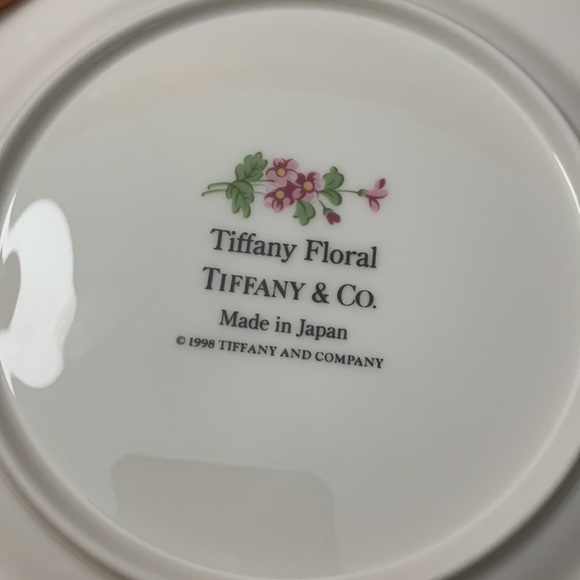 Tiffany Floral
TIFFANY & CO.
Made in Japan
© 1998 TIFFANY AND COMPANY